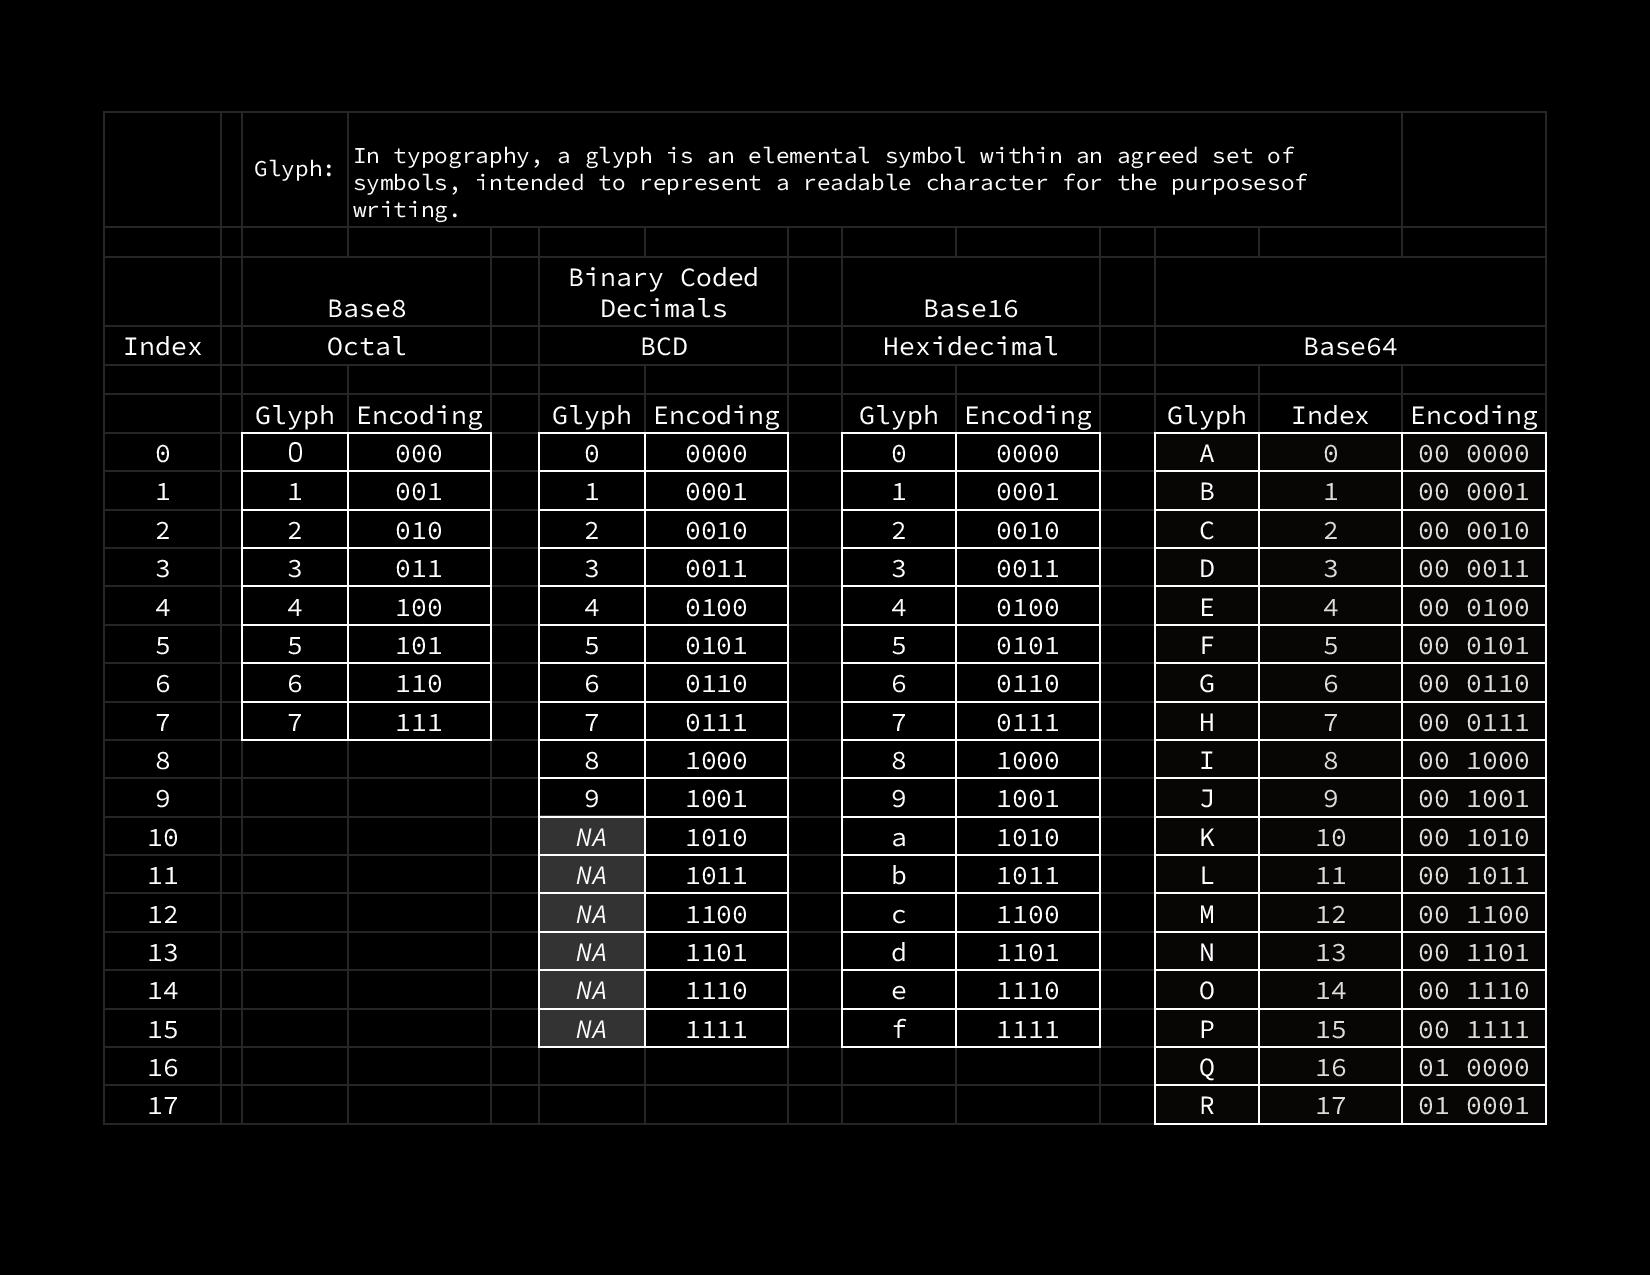 Glyph:
In typography, a glyph is an elemental symbol within an agreed set of
symbols, intended to represent a readable character for the purposesof
writing.
Binary Coded
Base8 Decimals Base16
Index Octal BCD Hexidecimal Base64
Glyph Encoding Glyph Encoding Glyph Encoding Glyph Index Encoding
0 0 000 0 0000 0 0000 A 0 00 0000
1 1 001 1 0001 1 0001 B 1 00 0001
2 2 010 2 0010 2 0010 C 2 00 0010
3 3 011 3 0011 3 0011 D 3 00 0011
4 4 100 4 0100 4 0100 E 4 00 0100
5 5 101 5 0101 5 0101 F 5 00 0101
6 6 110 6 0110 6 0110 G 6 00 0110
7 7 111 7 0111 7 0111 H 7 00 0111
8 8 1000 8 1000 I 8 00 1000
9 9 1001 9 1001 J 9 00 1001
10 NA 1010 a 1010 K 10 00 1010
11 NA 1011 b 1011 L 11 00 1011
12 NA 1100 c 1100 M 12 00 1100
13 NA 1101 d 1101 N 13 00 1101
14 NA 1110 e 1110 O 14 00 1110
15 NA 1111 f 1111 P 15 00 1111
16 Q 16 01 0000
17 R 17 01 0001